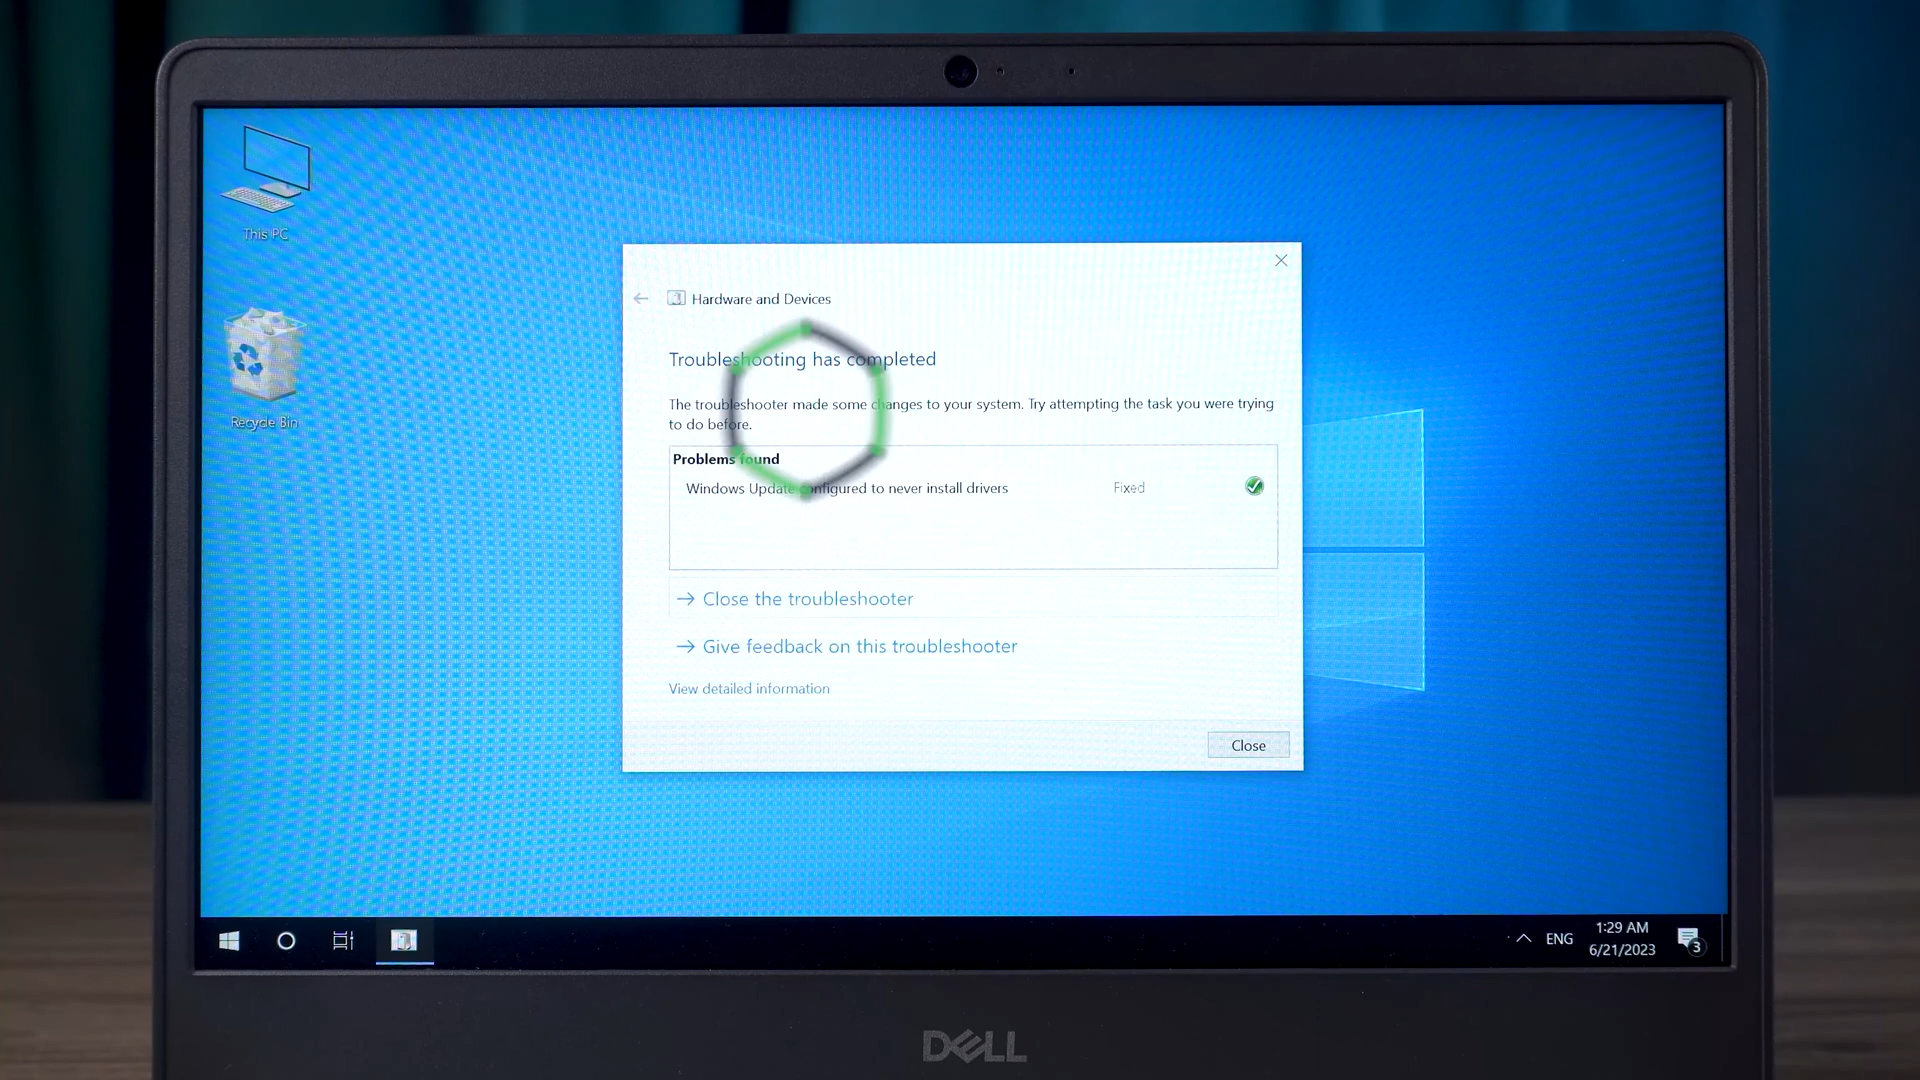 This PC
Recycle Bin
Hardware and Devices
Troubleshooting has completed
The troubleshooter made some changes to your system. Try attempting the task you were trying
to do before.
Problems found
Windows Update configured to never install drivers Fixed
Close the troubleshooter
Give feedback on this troubleshooter
View detailed information
Close
ENG
1:29 AM
6/21/2023
3
DELL